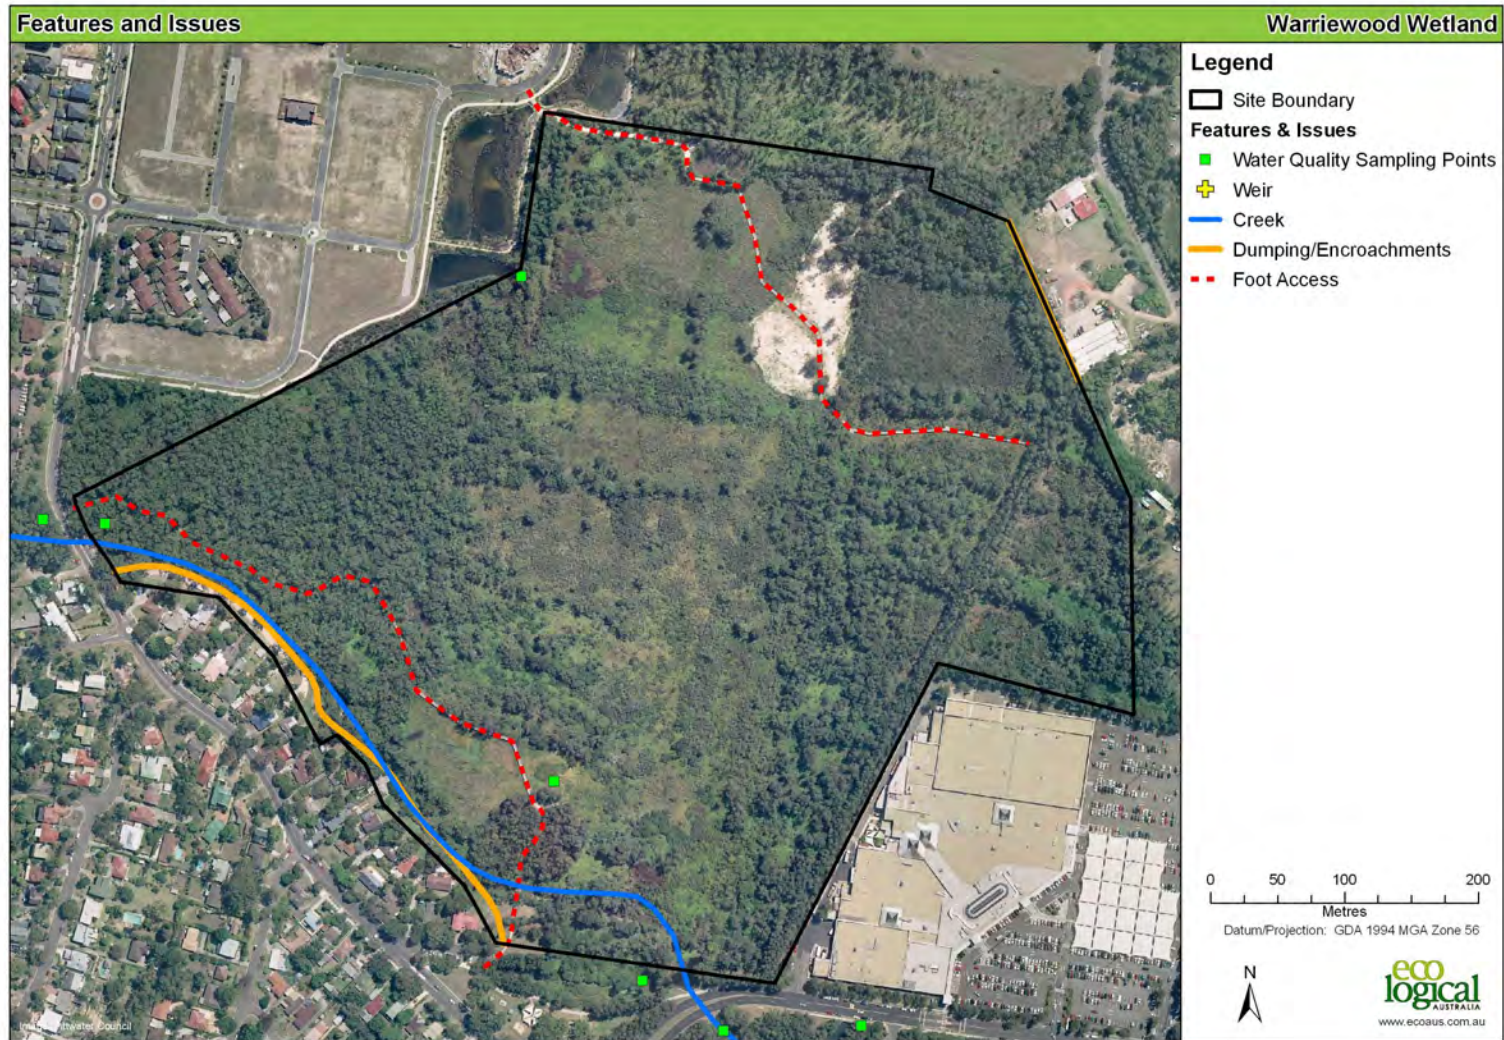 Features and Issues
Warriewood Wetland
Legend
Site Boundary
Features & Issues
Water Quality Sampling Points
Weir
Creek
Dumping/Encroachments
Foot Access
0 50 100 200
Metres
Datum/Projection: GDA 1994 MGA Zone 56
N
eco
logical
AUSTRALIA
www.ecoaus.com.au
Council